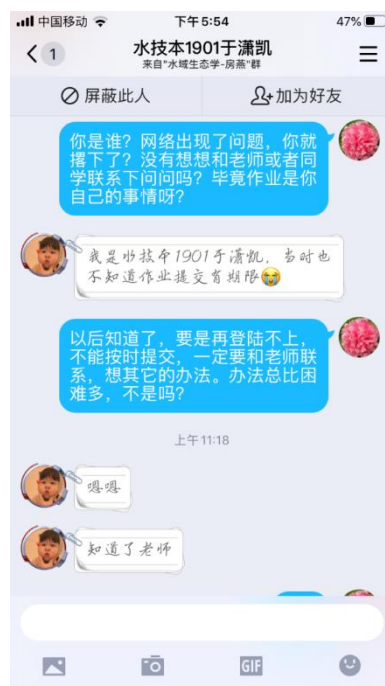 中国移动
下午5:54
47%
1
水技本1901于潇凯
来自"水域生态学-房燕"群
屏蔽此人
加为好友
你是谁？网络出现了问题，你就
撂下了？没有想想和老师或者同
学联系下问问吗？毕竟作业是你
自己的事情呀？
我是水技本1901于潇凯，当时也
不知道作业提交有期限😭
以后知道了，要是再登陆不上，
不能按时提交，一定要和老师联
系，想其它的办法。办法总比困
难多，不是吗？
上午11:18
嗯嗯
知道了老师
GIF